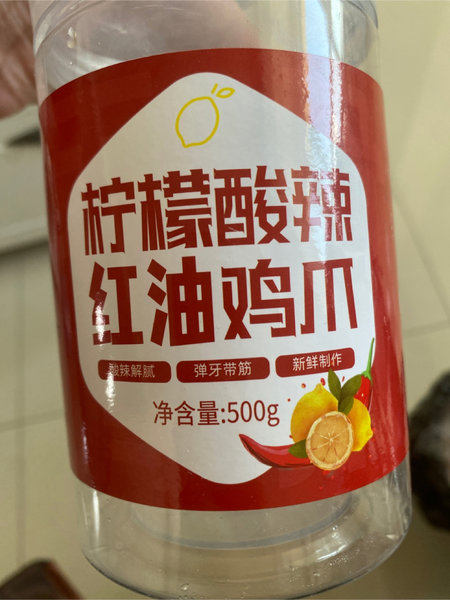 柠檬酸辣
红油鸡爪
酸辣解腻 弹牙带筋 新鲜制作
净含量:500g